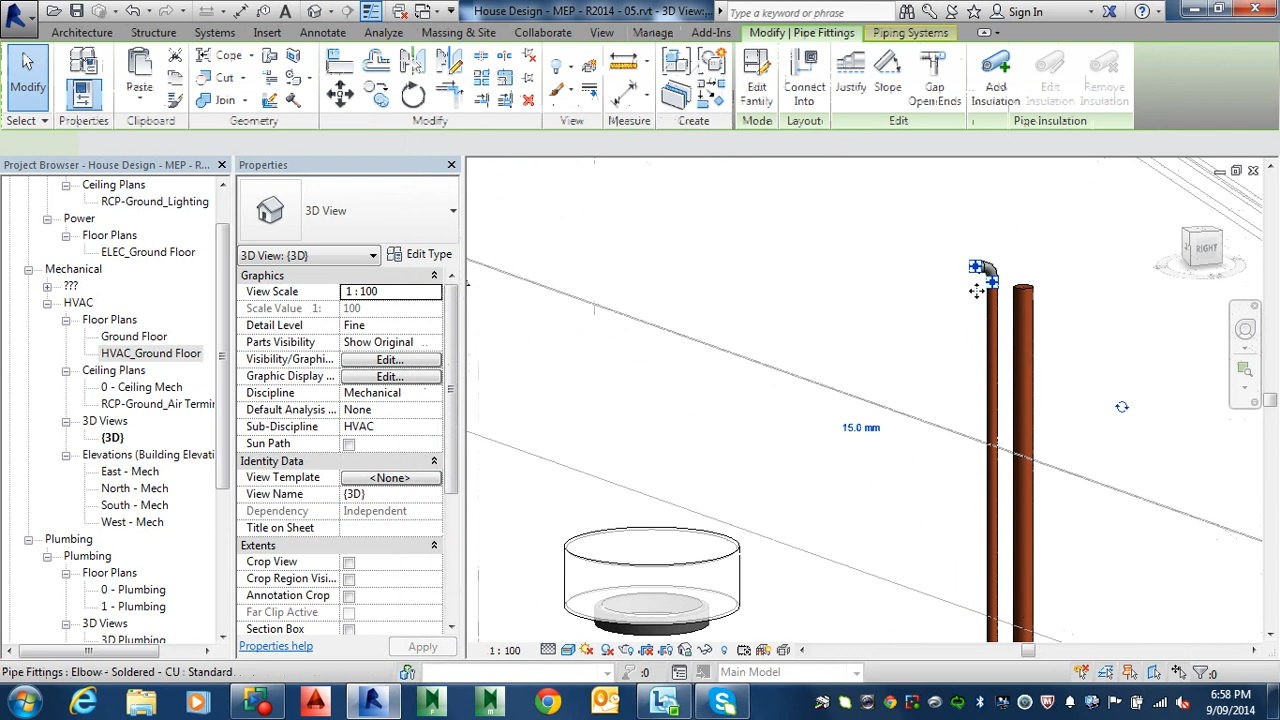 House Design - MEP - R2014 - 05.rvt - 3D View:
Type a keyword or phrase
Sign In
Architecture Structure Systems Insert Annotate Analyze Massing & Site Collaborate View Manage Add-Ins Modify | Pipe Fittings Piping Systems
Modify
Paste
Cope
Cut
Join
Edit Family
Connect Into
Justify
Slope
Gap Open Ends
Add Insulation
Edit Insulation
Remove Insulation
Select Properties Clipboard Geometry Modify View Measure Create Mode Layout Edit Pipe Insulation
Project Browser - House Design - MEP - R...
Ceiling Plans
RCP-Ground_Lighting
Power
Floor Plans
ELEC_Ground Floor
Mechanical
???
HVAC
Floor Plans
Ground Floor
HVAC_Ground Floor
Ceiling Plans
0 - Ceiling Mech
RCP-Ground_Air Termin
3D Views
{3D}
Elevations (Building Elevati
East - Mech
North - Mech
South - Mech
West - Mech
Plumbing
Plumbing
Floor Plans
0 - Plumbing
1 - Plumbing
3D Views
3D Plumbing
Properties
3D View
3D View: {3D} Edit Type
Graphics
View Scale 1 : 100
Scale Value 1: 100
Detail Level Fine
Parts Visibility Show Original
Visibility/Graphi... Edit...
Graphic Display ... Edit...
Discipline Mechanical
Default Analysis ... None
Sub-Discipline HVAC
Sun Path
Identity Data
View Template <None>
View Name {3D}
Dependency Independent
Title on Sheet
Extents
Crop View
Crop Region Visi...
Annotation Crop
Far Clip Active
Section Box
Properties help Apply
RIGHT
15.0 mm
1 : 100
Pipe Fittings : Elbow - Soldered - CU : Standard
:0
Main Model
:0
6:58 PM
9/09/2014